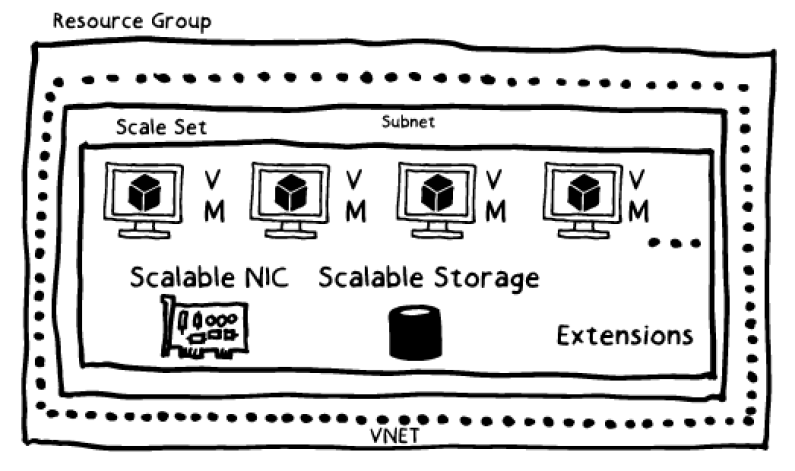 Resource Group
Scale Set
Subnet
V
M
V
M
V
M
V
M
Scalable NIC
Scalable Storage
Extensions
VNET